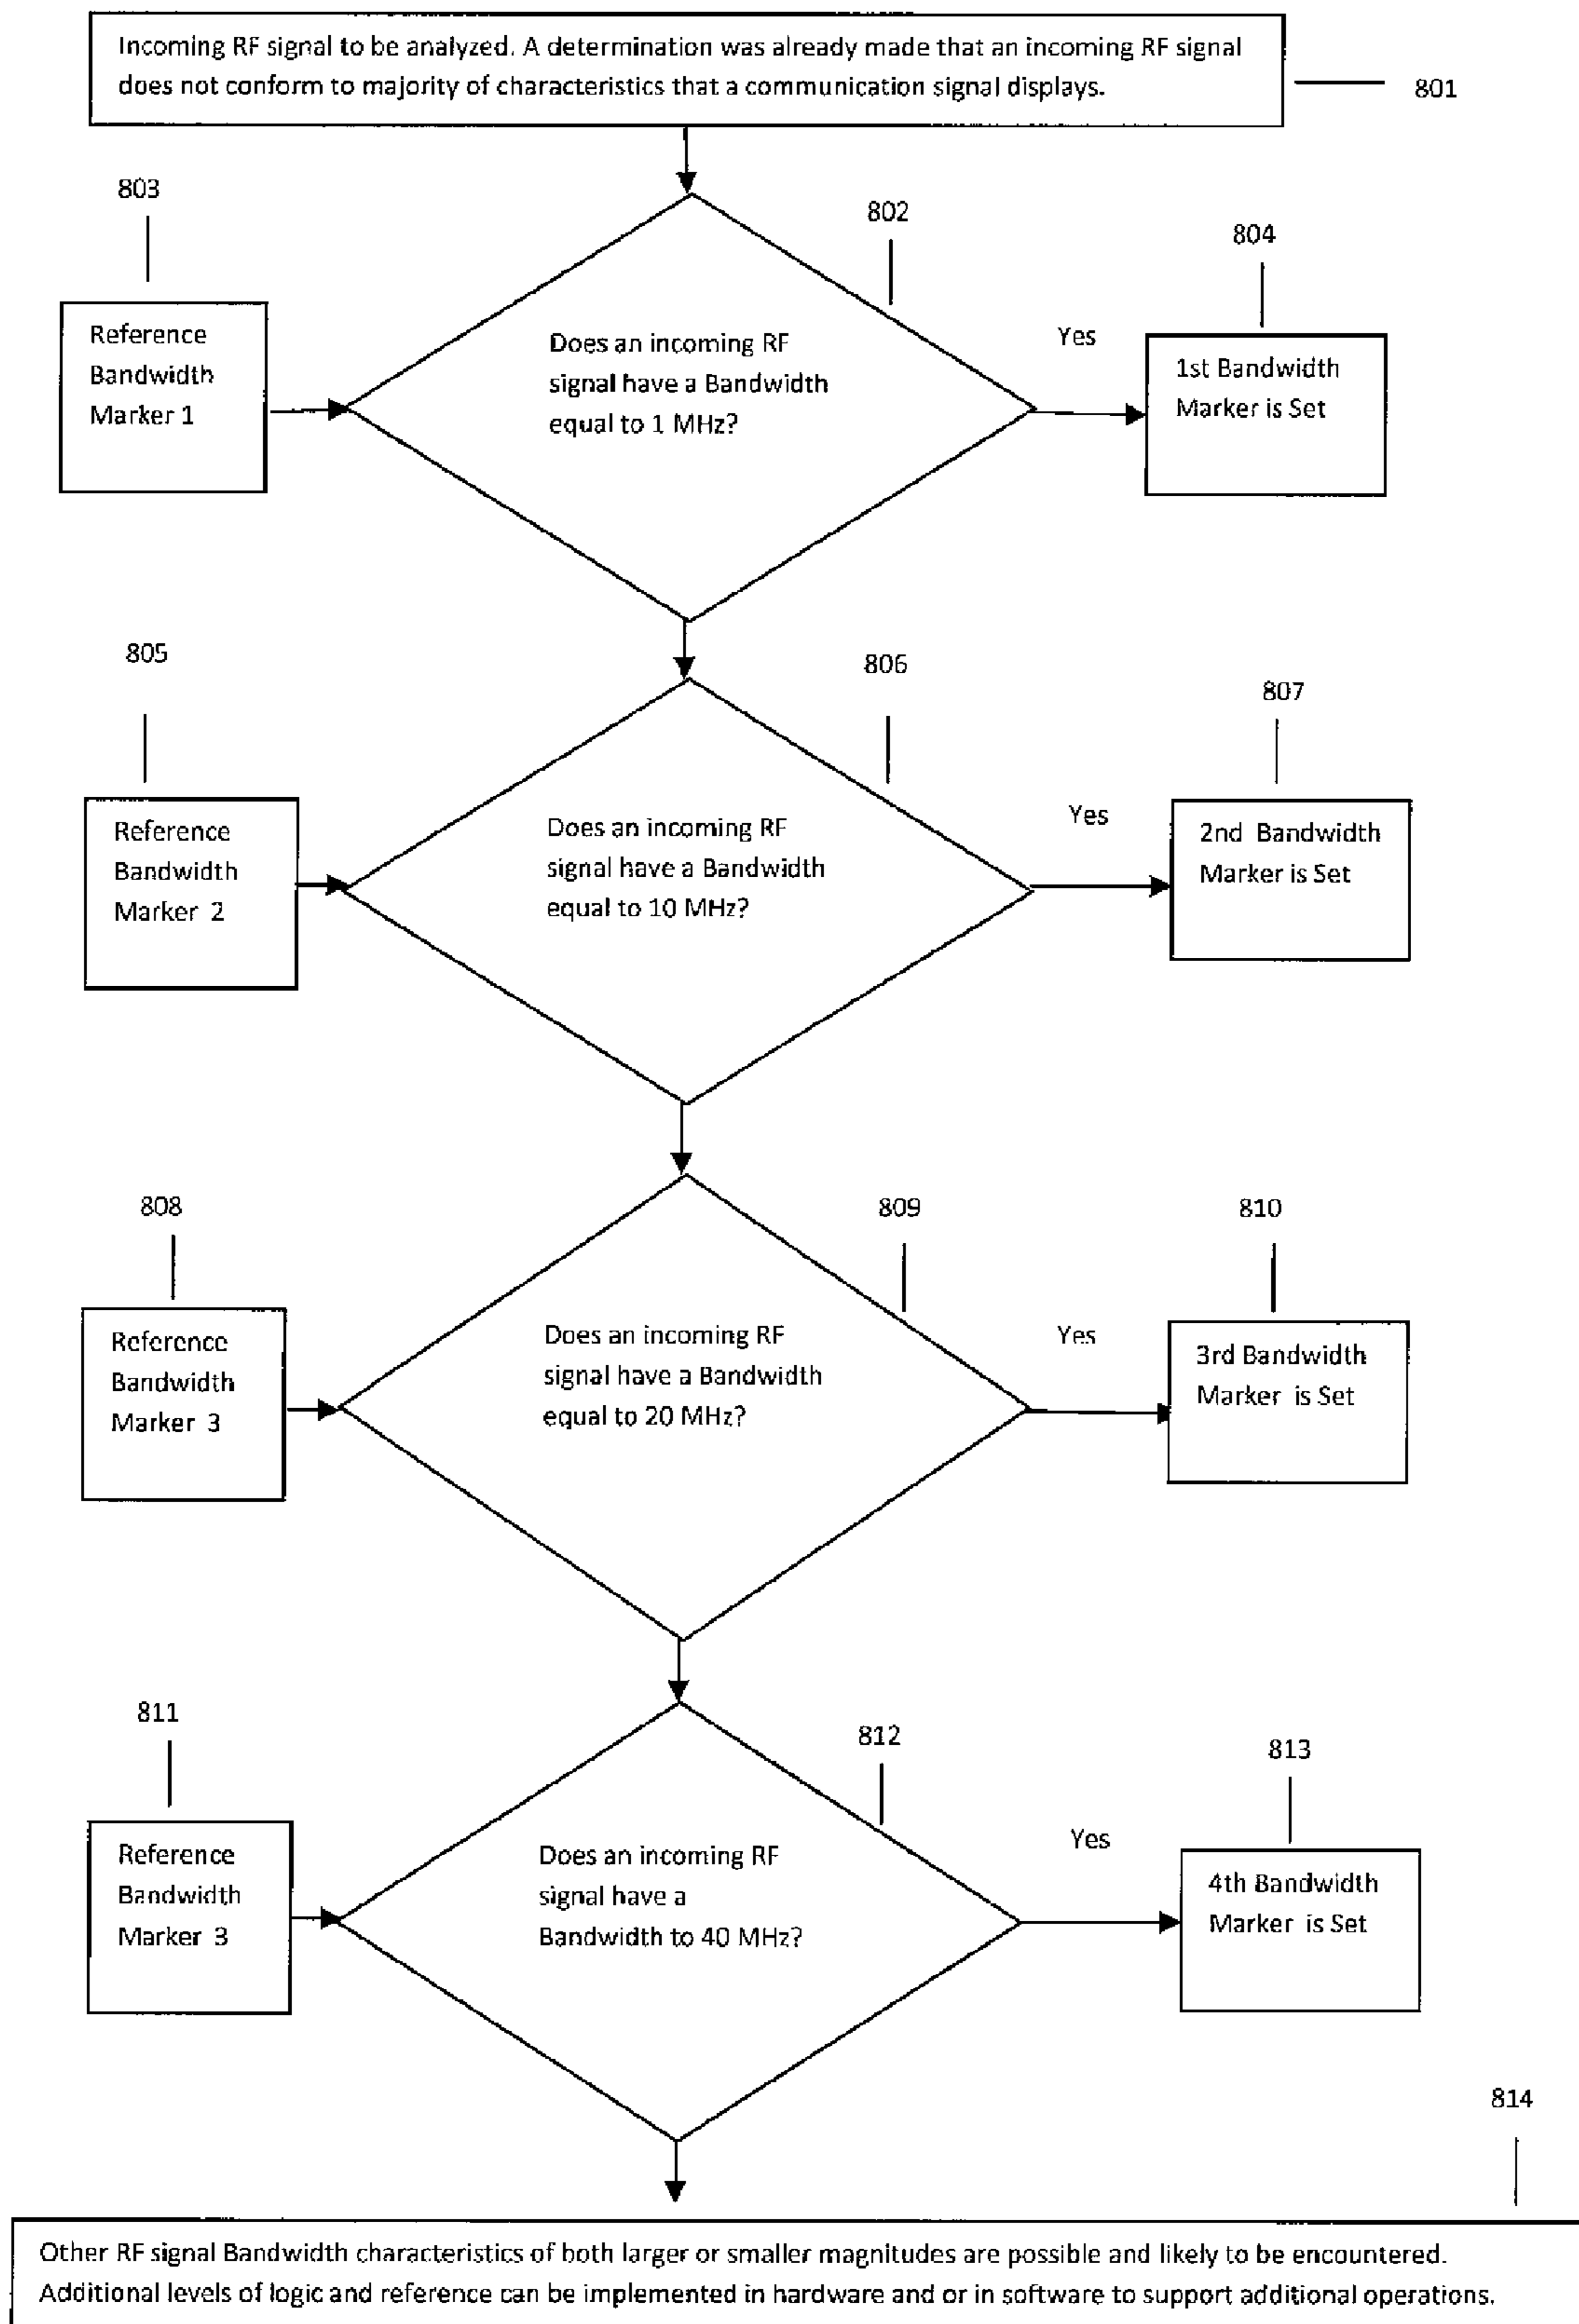 Incoming RF signal to be analyzed. A determination was already made that an incoming RF signal
does not conform to majority of characteristics that a communication signal displays.
801
803
802
804
Reference
Bandwidth
Marker 1
Does an incoming RF
signal have a Bandwidth
equal to 1 MHz?
Yes
1st Bandwidth
Marker is Set
805
806
807
Reference
Bandwidth
Marker 2
Does an incoming RF
signal have a Bandwidth
equal to 10 MHz?
Yes
2nd Bandwidth
Marker is Set
808
809
810
Reference
Bandwidth
Marker 3
Does an incoming RF
signal have a Bandwidth
equal to 20 MHz?
Yes
3rd Bandwidth
Marker is Set
811
812
813
Reference
Bandwidth
Marker 3
Does an incoming RF
signal have a
Bandwidth to 40 MHz?
Yes
4th Bandwidth
Marker is Set
814
Other RF signal Bandwidth characteristics of both larger or smaller magnitudes are possible and likely to be encountered.
Additional levels of logic and reference can be implemented in hardware and or in software to support additional operations.